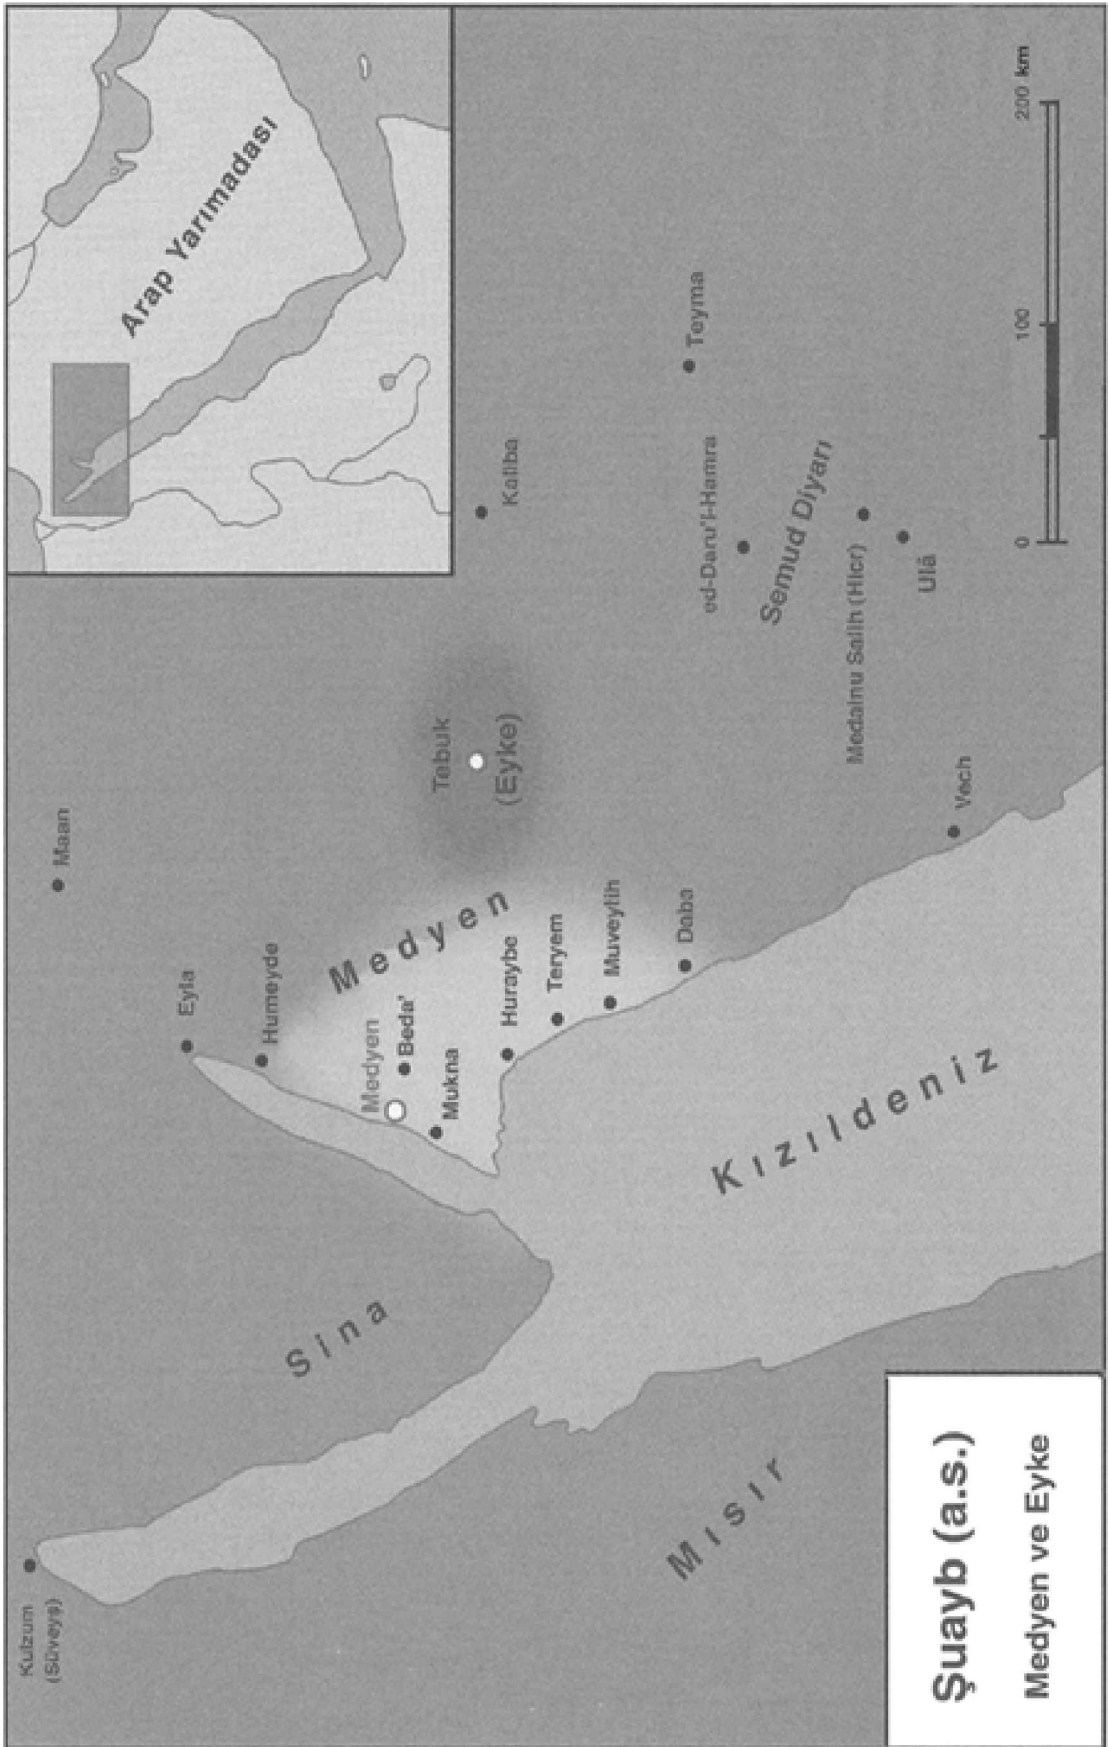 Kulzum
(Süveyş)
Maan
Eyla
Humeyde
Medyen
Medyen
Beda'
Mukna
Huraybe
Teryem
Muveylih
Daba
Tebuk
(Eyke)
Kaliba
Teyma
ed-Daru'l-Hamra
Semud Diyarı
Medainu Salih (Hicr)
Ulâ
Vech
Sina
Mısır
Kızıldeniz
Arap Yarımadası
0 100 200 km
Şuayb (a.s.)
Medyen ve Eyke